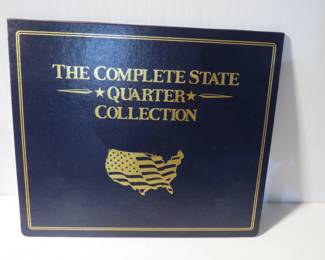 THE COMPLETE STATE
★QUARTER★
COLLECTION